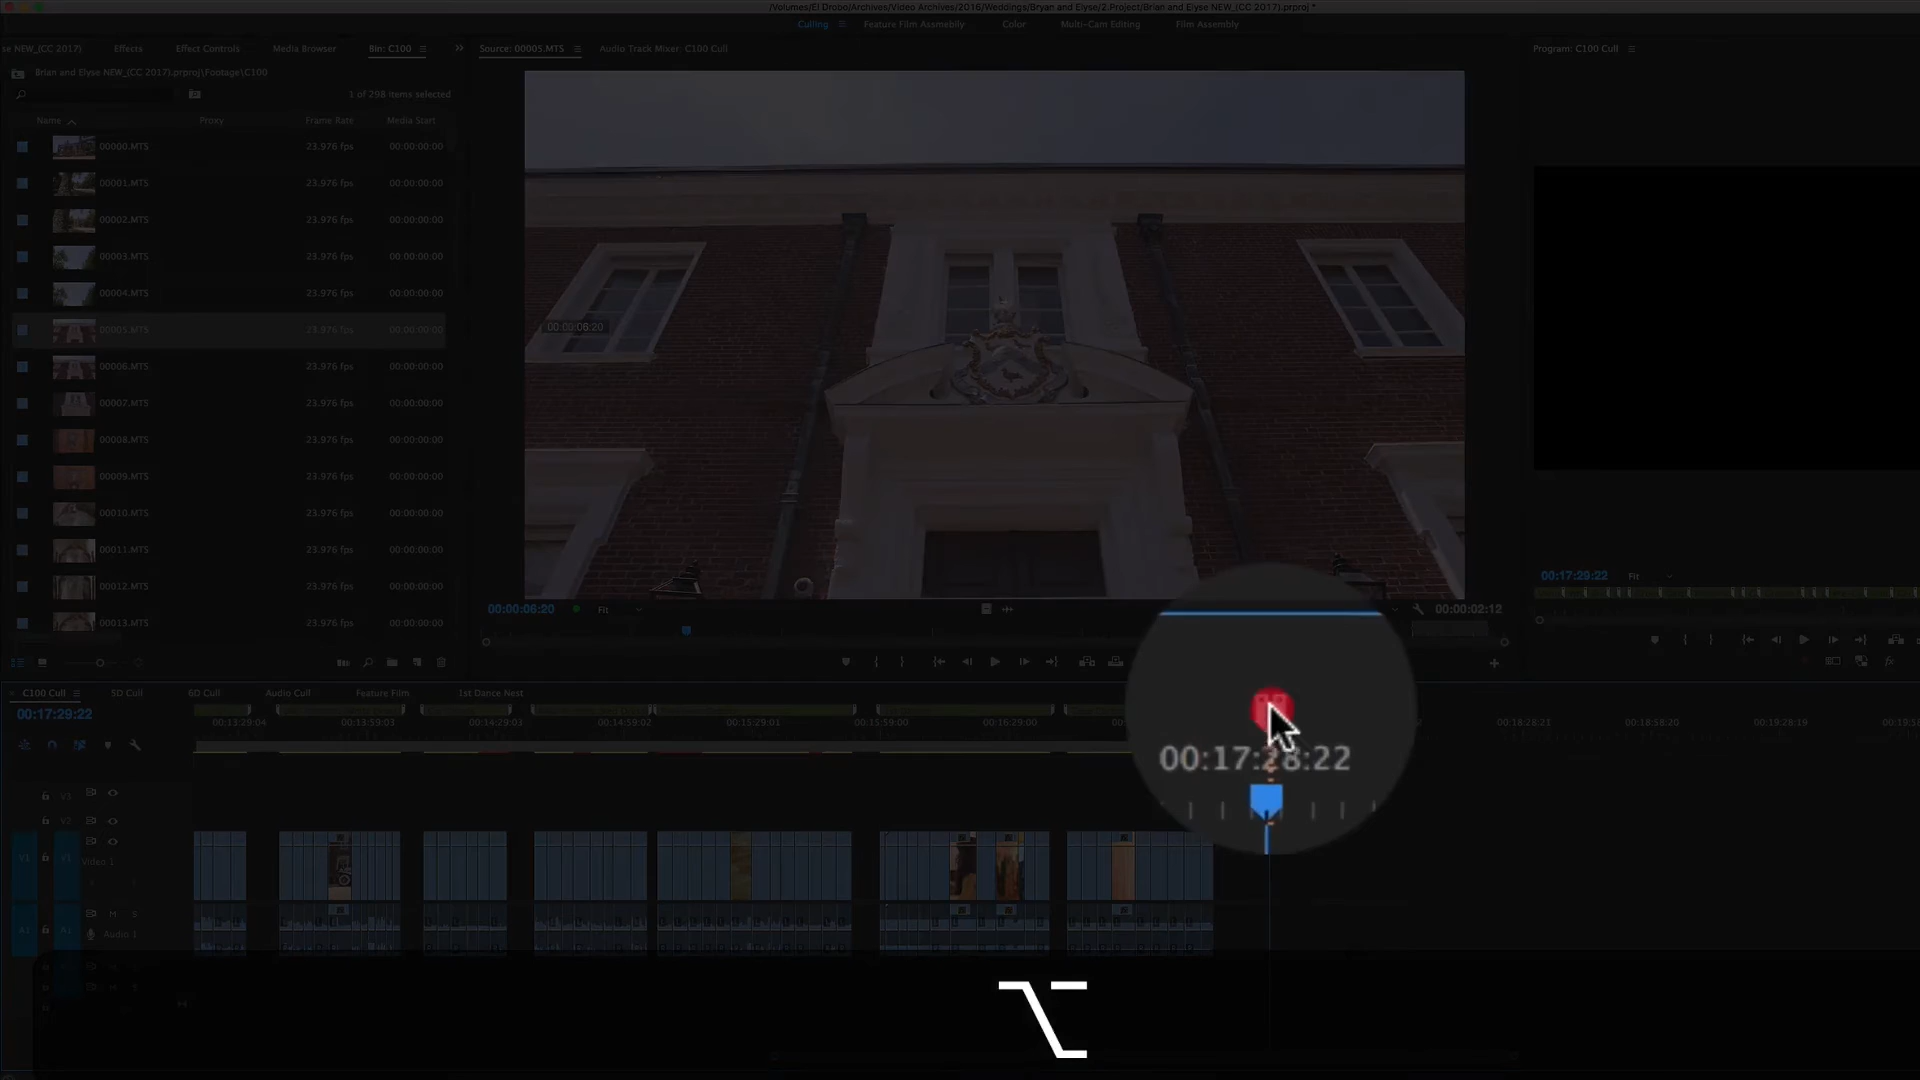 /Volumes/El Drobo/Archives/Video Archives/2016/Weddings/Bryan and Elyse/2.Project/Brian and Elyse NEW_(CC 2017).prproj *
Culling
Feature Film Assmeblly
Color
Multi-Cam Editing
Film Assembly
se NEW_(CC 2017)
Effects
Effect Controls
Media Browser
Bin: C100
Source: 00005.MTS
Audio Track Mixer: C100 Cull
Program: C100 Cull
Brian and Elyse NEW_(CC 2017).prproj\Footage\C100
1 of 298 items selected
Name
Proxy
Frame Rate
Media Start
00000.MTS 23.976 fps 00:00:00:00
00001.MTS 23.976 fps 00:00:00:00
00002.MTS 23.976 fps 00:00:00:00
00003.MTS 23.976 fps 00:00:00:00
00004.MTS 23.976 fps 00:00:00:00
00005.MTS 23.976 fps 00:00:00:00
00006.MTS 23.976 fps 00:00:00:00
00007.MTS 23.976 fps 00:00:00:00
00008.MTS 23.976 fps 00:00:00:00
00009.MTS 23.976 fps 00:00:00:00
00010.MTS 23.976 fps 00:00:00:00
00011.MTS 23.976 fps 00:00:00:00
00012.MTS 23.976 fps 00:00:00:00
00013.MTS 23.976 fps 00:00:00:00
00:00:06:20
00:00:06:20
Fit
00:00:02:12
00:17:29:22
Fit
C100 Cull
5D Cull
6D Cull
Audio Cull
Feature Film
1st Dance Nest
00:17:29:22
00:13:29:04
00:13:59:03
00:14:29:03
00:14:59:02
00:15:29:01
00:15:59:00
00:16:29:00
00:17:28:22
00:18:28:21
00:18:58:20
00:19:28:19
00:19:5
V3
V2
V1
V1
Video 1
A1
A1
M
S
Audio 1
M
S